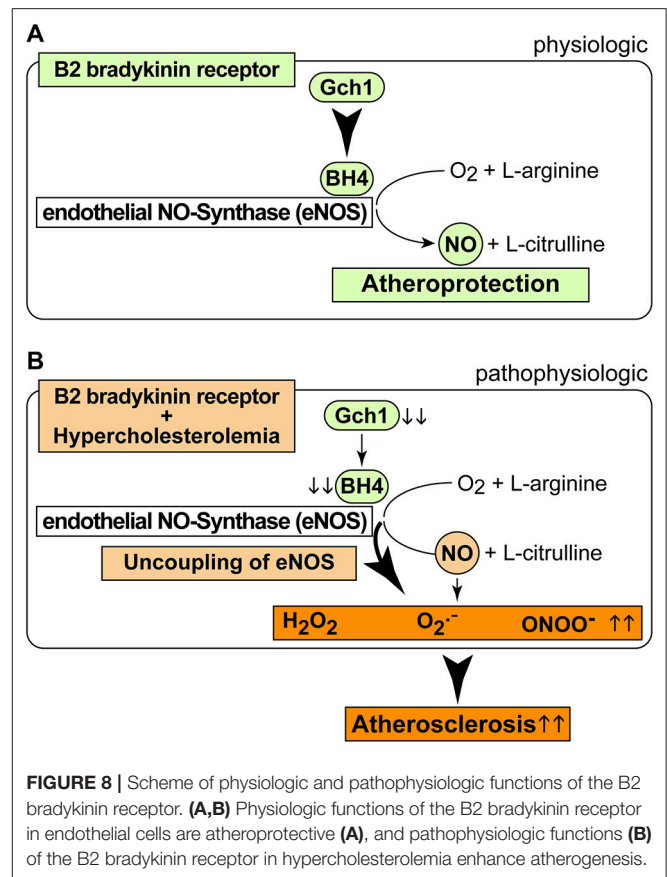 A
physiologic
B2 bradykinin receptor
Gch1
BH4
O2 + L-arginine
endothelial NO-Synthase (eNOS)
NO + L-citrulline
Atheroprotection
B
pathophysiologic
B2 bradykinin receptor
+
Hypercholesterolemia
Gch1 ↓↓
↓↓ BH4
O2 + L-arginine
endothelial NO-Synthase (eNOS)
Uncoupling of eNOS
NO + L-citrulline
H2O2 O2·- ONOO- ↑↑
Atherosclerosis↑↑
FIGURE 8 | Scheme of physiologic and pathophysiologic functions of the B2
bradykinin receptor. (A,B) Physiologic functions of the B2 bradykinin receptor
in endothelial cells are atheroprotective (A), and pathophysiologic functions (B)
of the B2 bradykinin receptor in hypercholesterolemia enhance atherogenesis.